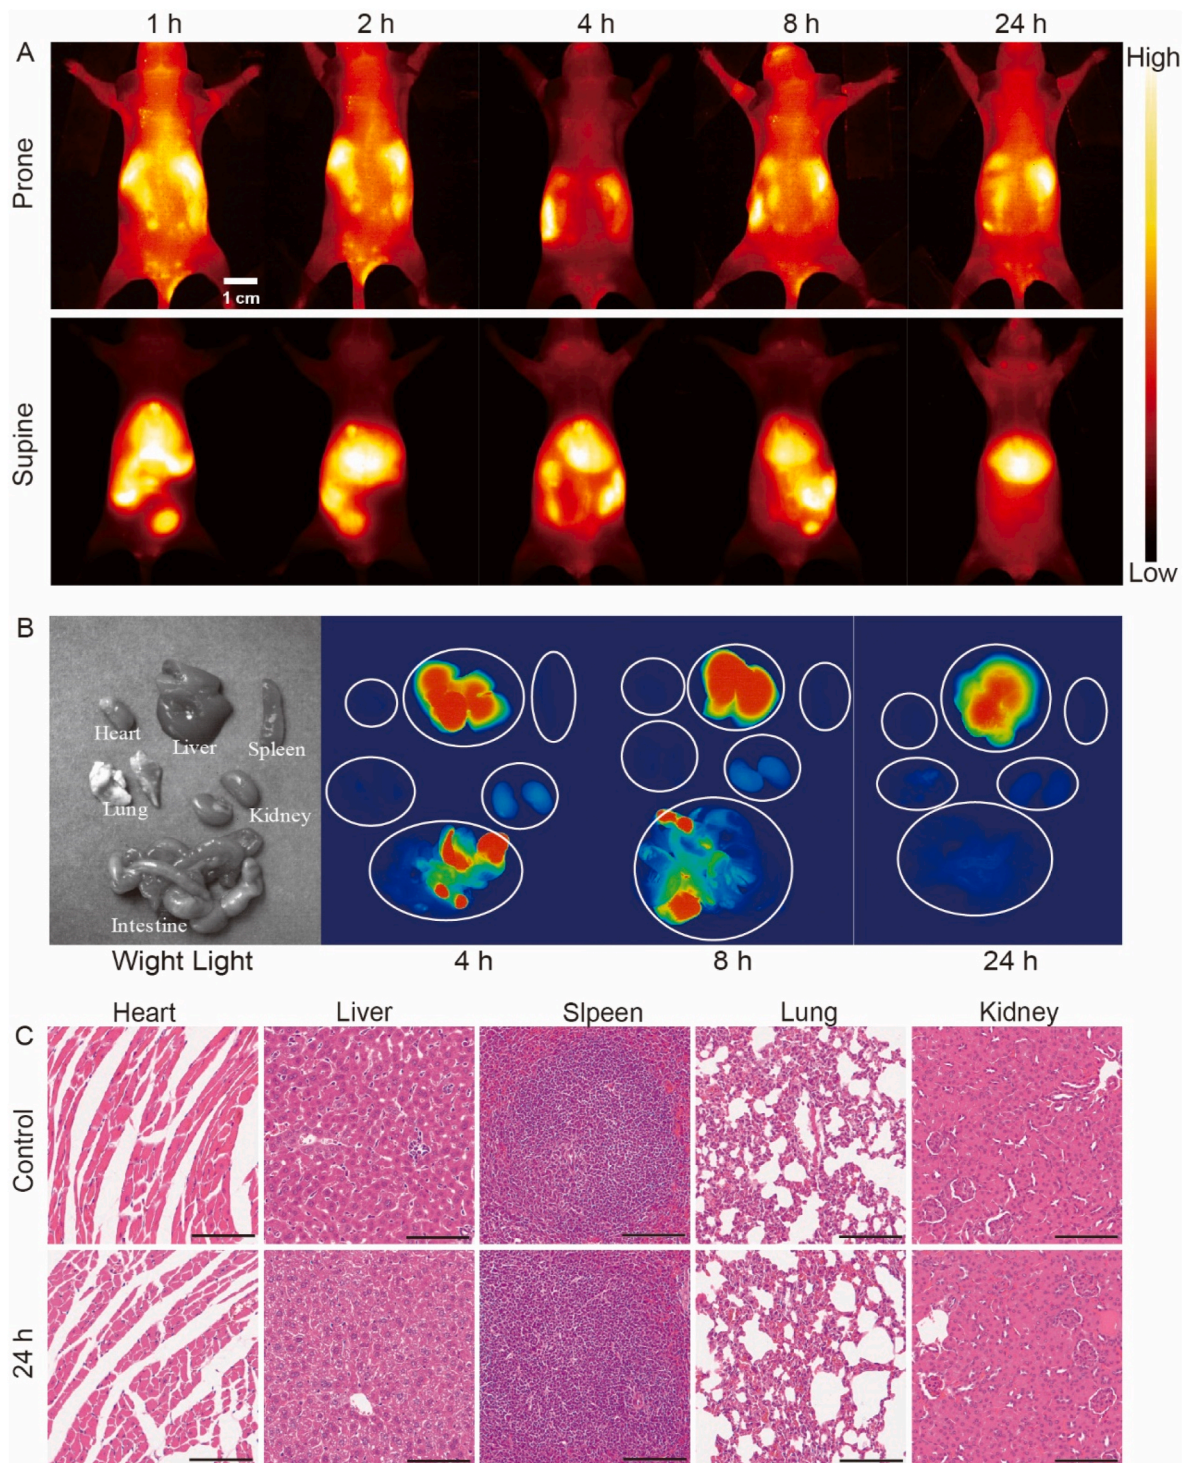 1 h 2 h 4 h 8 h 24 h
A
High
Prone
1 cm
Supine
Low
B
Heart
Liver
Spleen
Lung
Kidney
Intestine
Wight Light 4 h 8 h 24 h
Heart Liver Slpeen Lung Kidney
C
Control
24 h